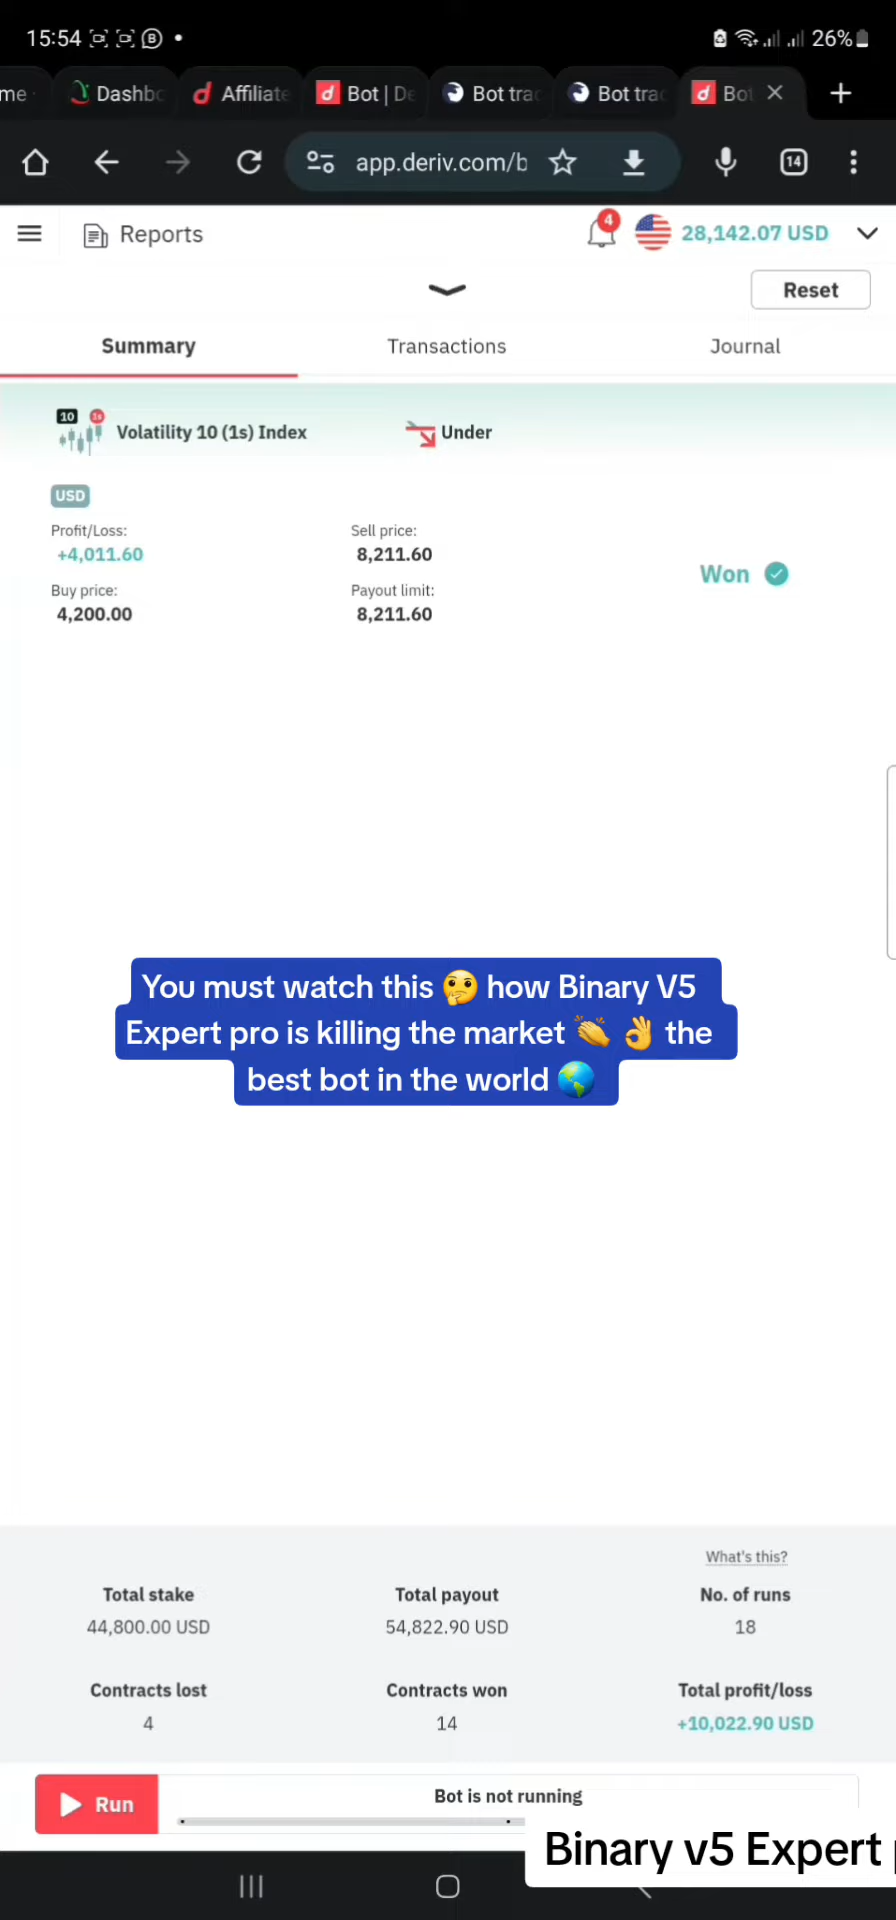 15:54 26%
me Dashbo Affiliate Bot | De Bot trac Bot trac Bot
app.deriv.com/b 14
Reports 4 28,142.07 USD
Reset
Summary Transactions Journal
10 1s Volatility 10 (1s) Index Under
USD
Profit/Loss: Sell price:
+4,011.60 8,211.60
Won
Buy price: Payout limit:
4,200.00 8,211.60
You must watch this 🤔 how Binary V5
Expert pro is killing the market 👏 👌 the
best bot in the world 🌎
What's this?
Total stake Total payout No. of runs
44,800.00 USD 54,822.90 USD 18
Contracts lost Contracts won Total profit/loss
4 14 +10,022.90 USD
Run Bot is not running
Binary v5 Expert